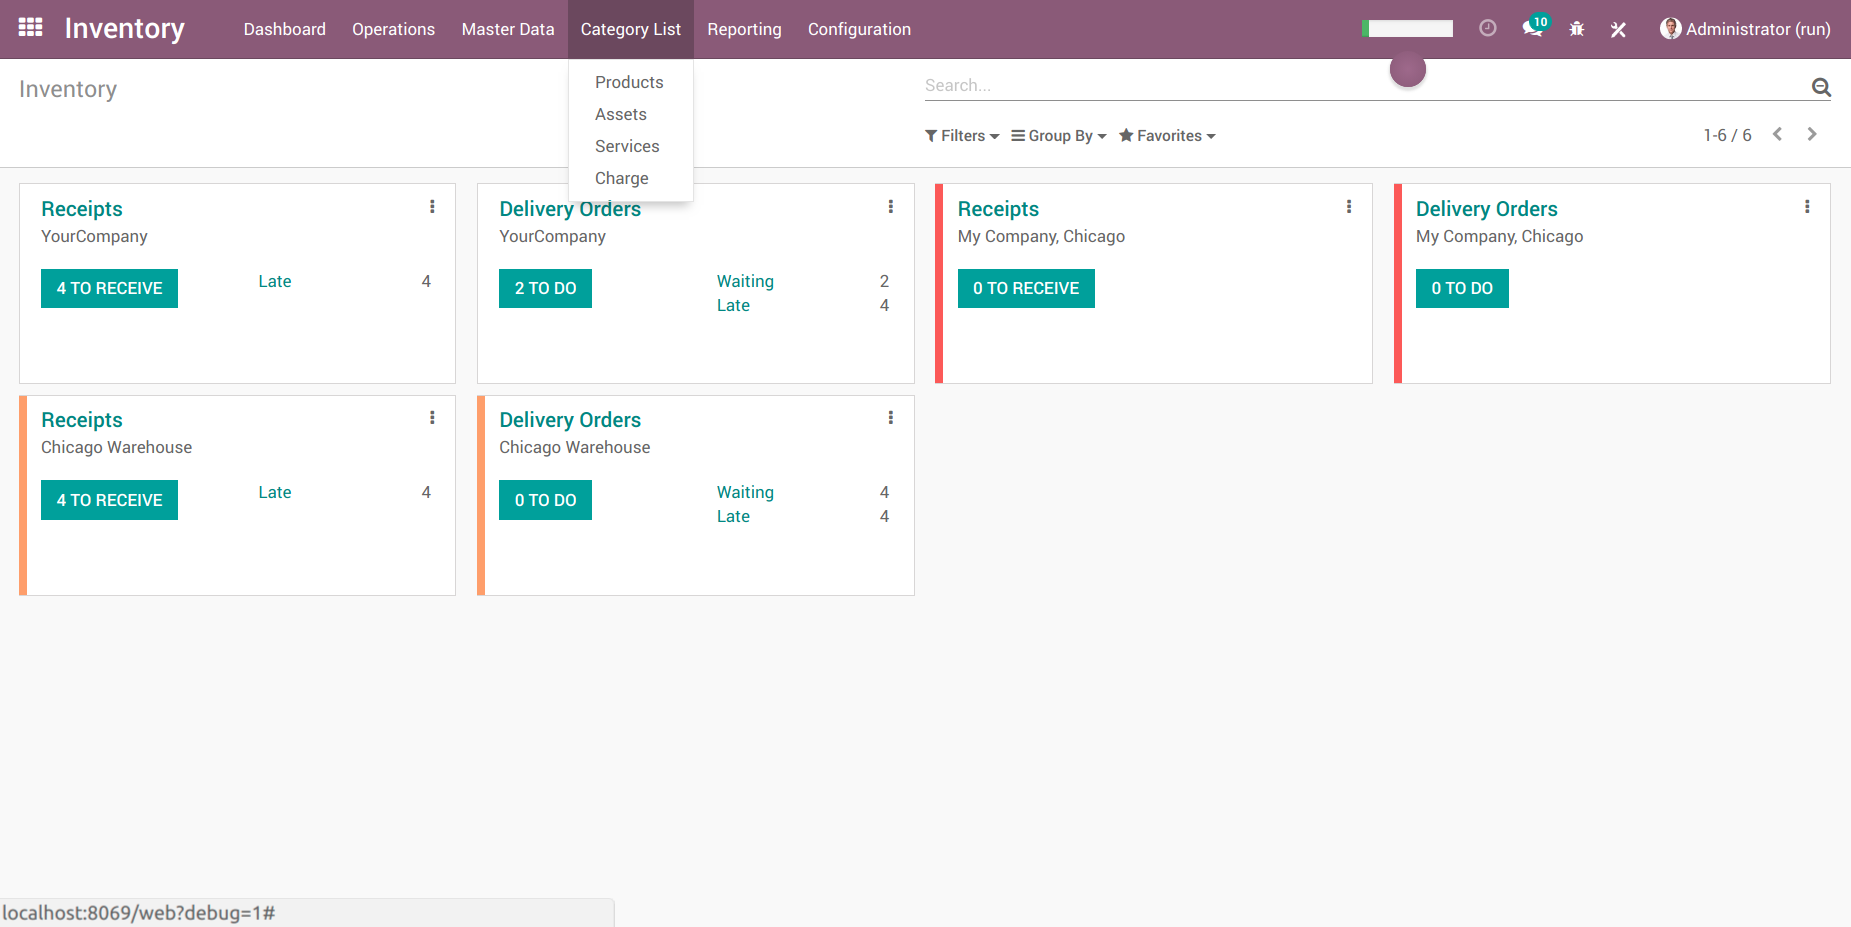 Inventory
Dashboard
Operations
Master Data
Category List
Reporting
Configuration
10
Administrator (run)
Products
Assets
Services
Charge
Inventory
Search...
Filters
Group By
Favorites
1-6 / 6
Receipts
YourCompany
4 TO RECEIVE
Late 4
Delivery Orders
YourCompany
2 TO DO
Waiting 2
Late 4
Receipts
My Company, Chicago
0 TO RECEIVE
Delivery Orders
My Company, Chicago
0 TO DO
Receipts
Chicago Warehouse
4 TO RECEIVE
Late 4
Delivery Orders
Chicago Warehouse
0 TO DO
Waiting 4
Late 4
localhost:8069/web?debug=1#